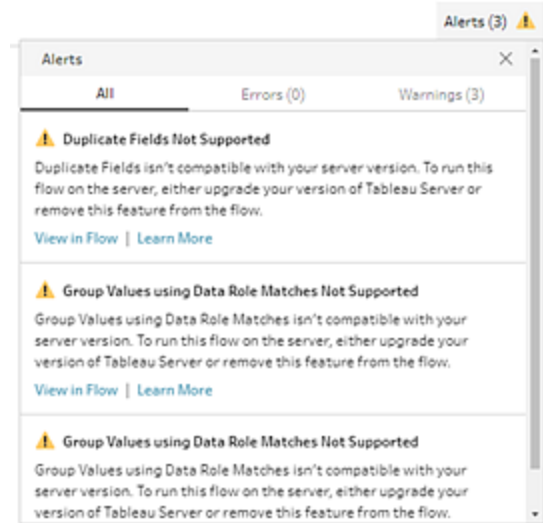 Alerts (3)
Alerts
All Errors (0) Warnings (3)
Duplicate Fields Not Supported
Duplicate Fields isn't compatible with your server version. To run this
flow on the server, either upgrade your version of Tableau Server or
remove this feature from the flow.
View in Flow | Learn More
Group Values using Data Role Matches Not Supported
Group Values using Data Role Matches isn't compatible with your
server version. To run this flow on the server, either upgrade your
version of Tableau Server or remove this feature from the flow.
View in Flow | Learn More
Group Values using Data Role Matches Not Supported
Group Values using Data Role Matches isn't compatible with your
server version. To run this flow on the server, either upgrade your
version of Tableau Server or remove this feature from the flow.